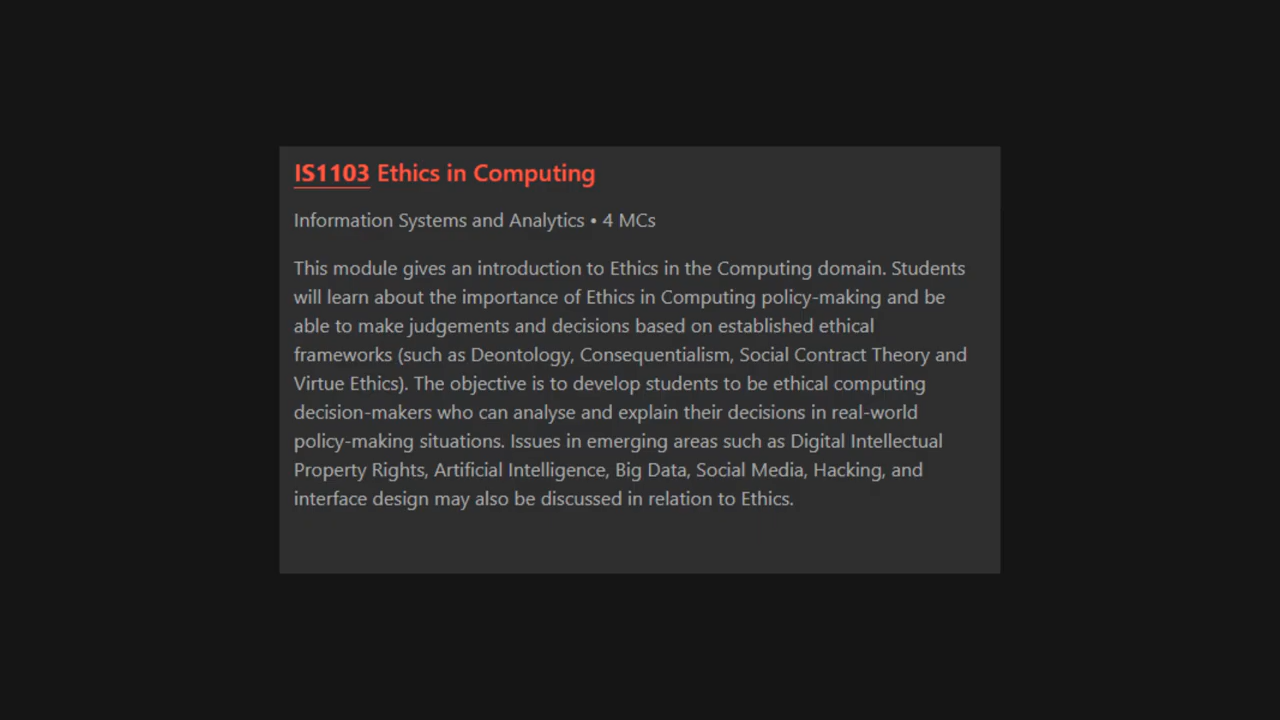 IS1103 Ethics in Computing
Information Systems and Analytics • 4 MCs
This module gives an introduction to Ethics in the Computing domain. Students
will learn about the importance of Ethics in Computing policy-making and be
able to make judgements and decisions based on established ethical
frameworks (such as Deontology, Consequentialism, Social Contract Theory and
Virtue Ethics). The objective is to develop students to be ethical computing
decision-makers who can analyse and explain their decisions in real-world
policy-making situations. Issues in emerging areas such as Digital Intellectual
Property Rights, Artificial Intelligence, Big Data, Social Media, Hacking, and
interface design may also be discussed in relation to Ethics.